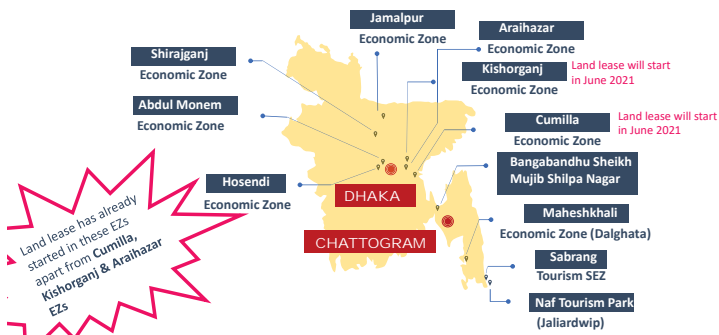 Jamalpur
Economic Zone
Araihazar
Economic Zone
Shirajganj
Economic Zone
Kishorganj
Economic Zone
Land lease will start
in June 2021
Abdul Monem
Economic Zone
Cumilla
Economic Zone
Land lease will start
in June 2021
Bangabandhu Sheikh
Mujib Shilpa Nagar
Hosendi
Economic Zone
DHAKA
Maheshkhali
Economic Zone (Dalghata)
CHATTOGRAM
Sabrang
Tourism SEZ
Naf Tourism Park
(Jaliardwip)
Land lease has already
started in these EZs
apart from Cumilla,
Kishorganj & Araihazar
EZs